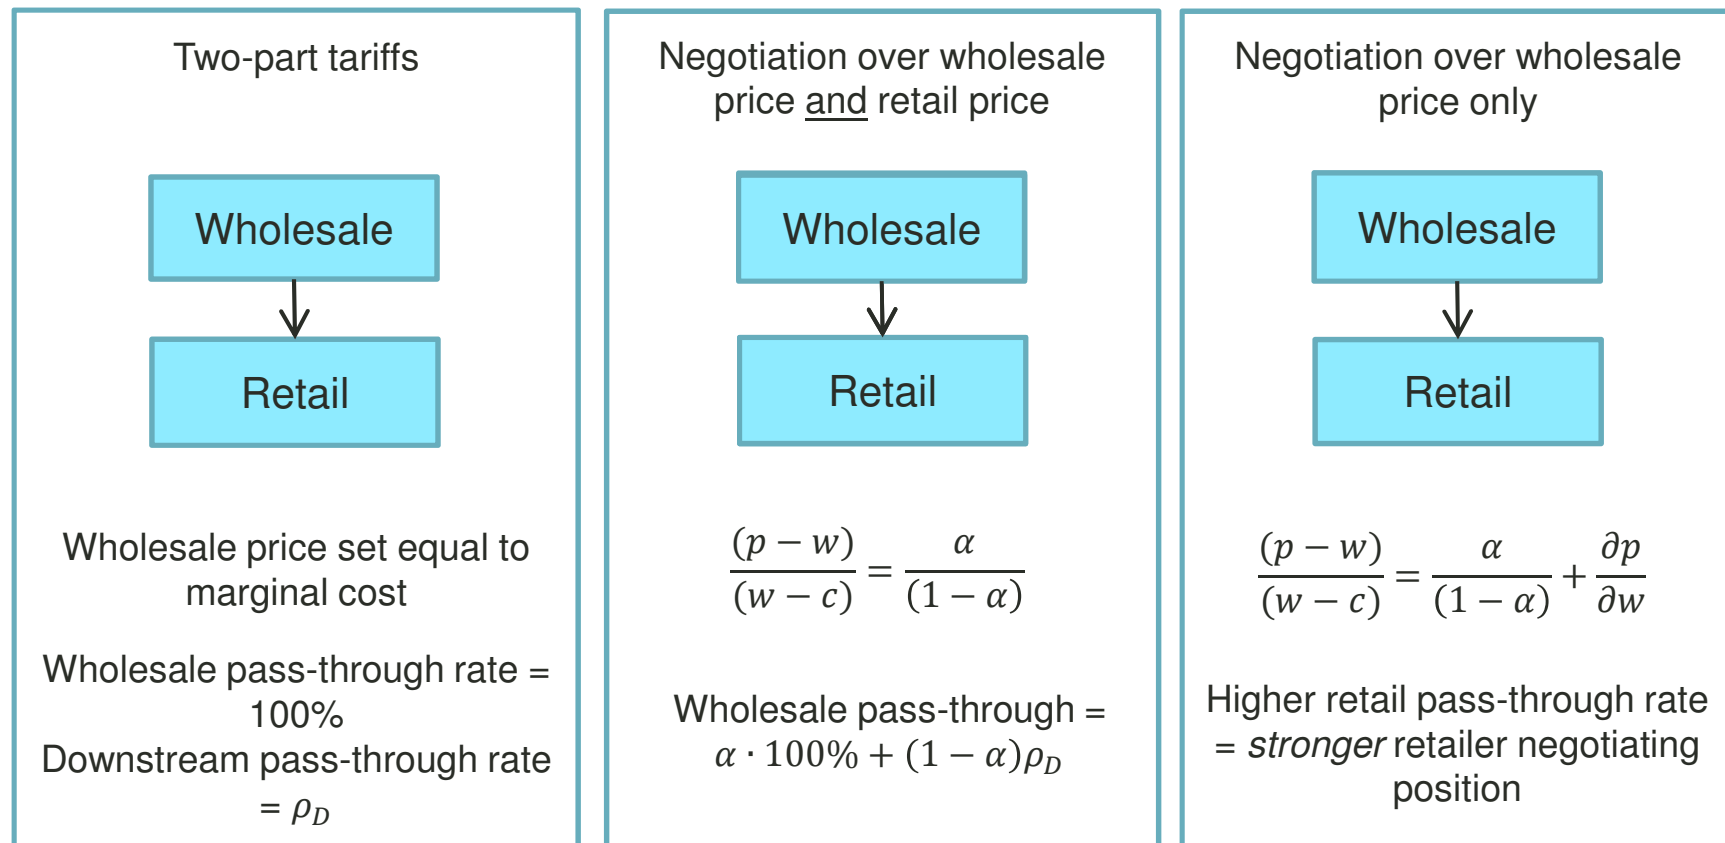 Two-part tariffs
Wholesale
Retail
Wholesale price set equal to
marginal cost
Wholesale pass-through rate =
100%
Downstream pass-through rate
= ρ_D
Negotiation over wholesale
price and retail price
Wholesale
Retail
(p − w)/(w − c) = α/(1 − α)
Wholesale pass-through =
α · 100% + (1 − α)ρ_D
Negotiation over wholesale
price only
Wholesale
Retail
(p − w)/(w − c) = α/(1 − α) + ∂p/∂w
Higher retail pass-through rate
= stronger retailer negotiating
position